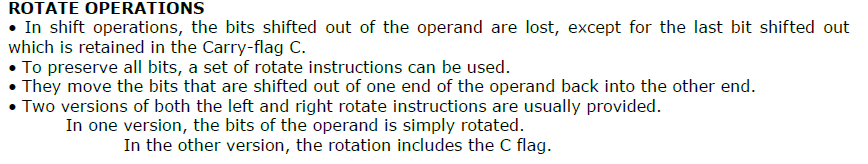 ROTATE OPERATIONS
• In shift operations, the bits shifted out of the operand are lost, except for the last bit shifted out
which is retained in the Carry-flag C.
• To preserve all bits, a set of rotate instructions can be used.
• They move the bits that are shifted out of one end of the operand back into the other end.
• Two versions of both the left and right rotate instructions are usually provided.
In one version, the bits of the operand is simply rotated.
In the other version, the rotation includes the C flag.